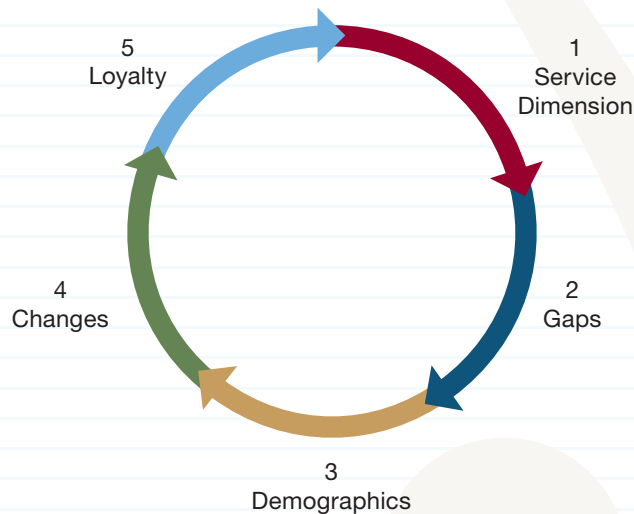 1
Service
Dimension
2
Gaps
3
Demographics
4
Changes
5
Loyalty